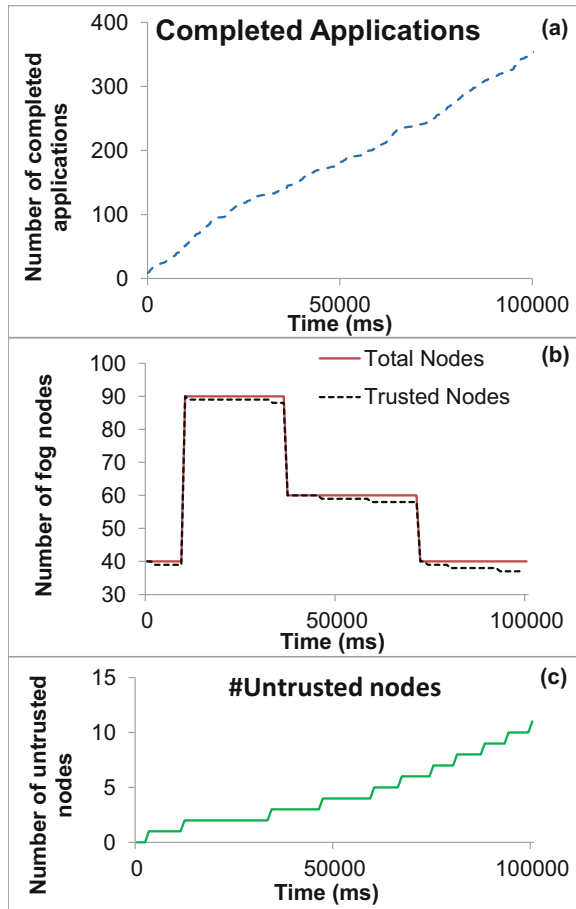 Completed Applications
(a)
Number of completed
applications
400
300
200
100
0
0
50000
100000
Time (ms)
(b)
Total Nodes
Trusted Nodes
Number of fog nodes
100
90
80
70
60
50
40
30
0
50000
100000
Time (ms)
#Untrusted nodes
(c)
Number of untrusted
nodes
15
10
5
0
0
50000
100000
Time (ms)